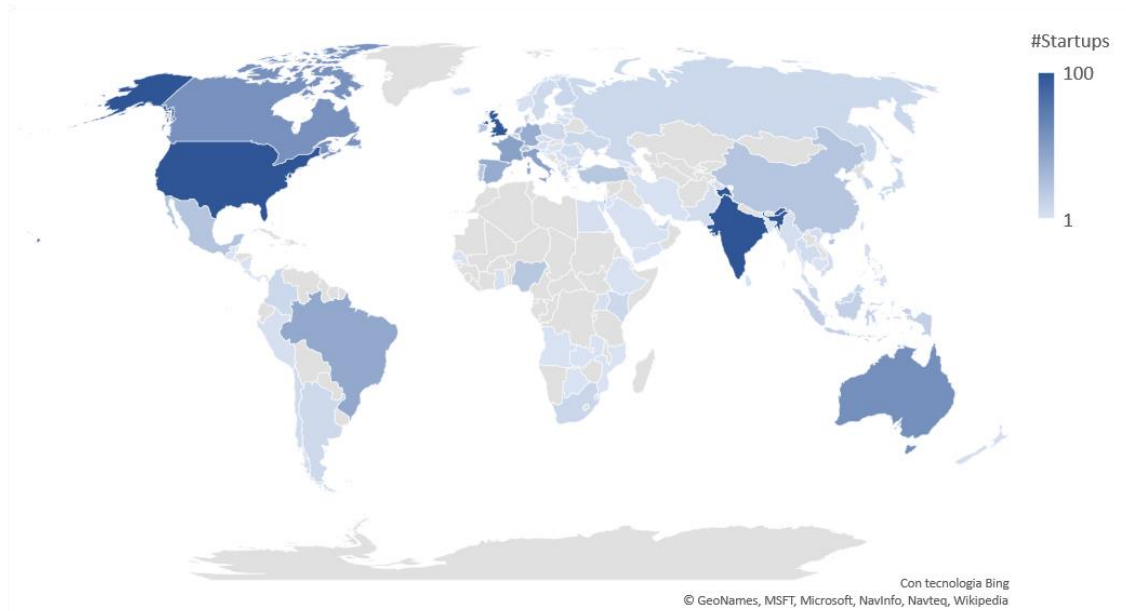 #Startups
100
1
Con tecnologia Bing
© GeoNames, MSFT, Microsoft, NavInfo, Navteq, Wikipedia